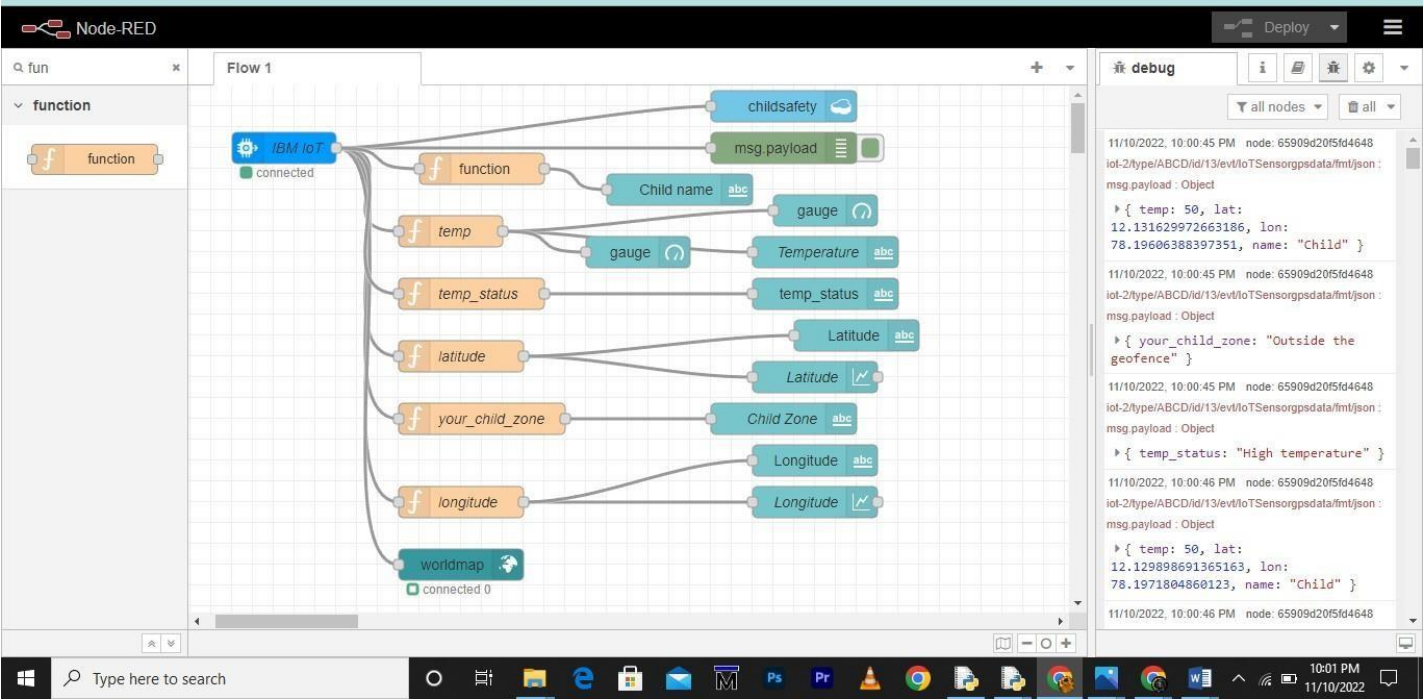 Node-RED
Deploy
fun
Flow 1
debug
function
function
all nodes
all
IBM IoT
connected
childsafety
msg.payload
function
Child name
abc
gauge
temp
gauge
Temperature
abc
temp_status
temp_status
abc
Latitude
abc
latitude
Latitude
your_child_zone
Child Zone
abc
Longitude
abc
longitude
Longitude
worldmap
connected 0
11/10/2022, 10:00:45 PM node: 65909d20f5fd4648
iot-2/type/ABCD/id/13/evt/IoTSensorgpsdata/fmt/json :
msg.payload : Object
{ temp: 50, lat:
12.131629972663186, lon:
78.19606388397351, name: "Child" }
11/10/2022, 10:00:45 PM node: 65909d20f5fd4648
iot-2/type/ABCD/id/13/evt/IoTSensorgpsdata/fmt/json :
msg.payload : Object
{ your_child_zone: "Outside the
geofence" }
11/10/2022, 10:00:45 PM node: 65909d20f5fd4648
iot-2/type/ABCD/id/13/evt/IoTSensorgpsdata/fmt/json :
msg.payload : Object
{ temp_status: "High temperature" }
11/10/2022, 10:00:46 PM node: 65909d20f5fd4648
iot-2/type/ABCD/id/13/evt/IoTSensorgpsdata/fmt/json :
msg.payload : Object
{ temp: 50, lat:
12.129898691365163, lon:
78.1971804860123, name: "Child" }
11/10/2022, 10:00:46 PM node: 65909d20f5fd4648
Type here to search
Ps
Pr
10:01 PM
11/10/2022